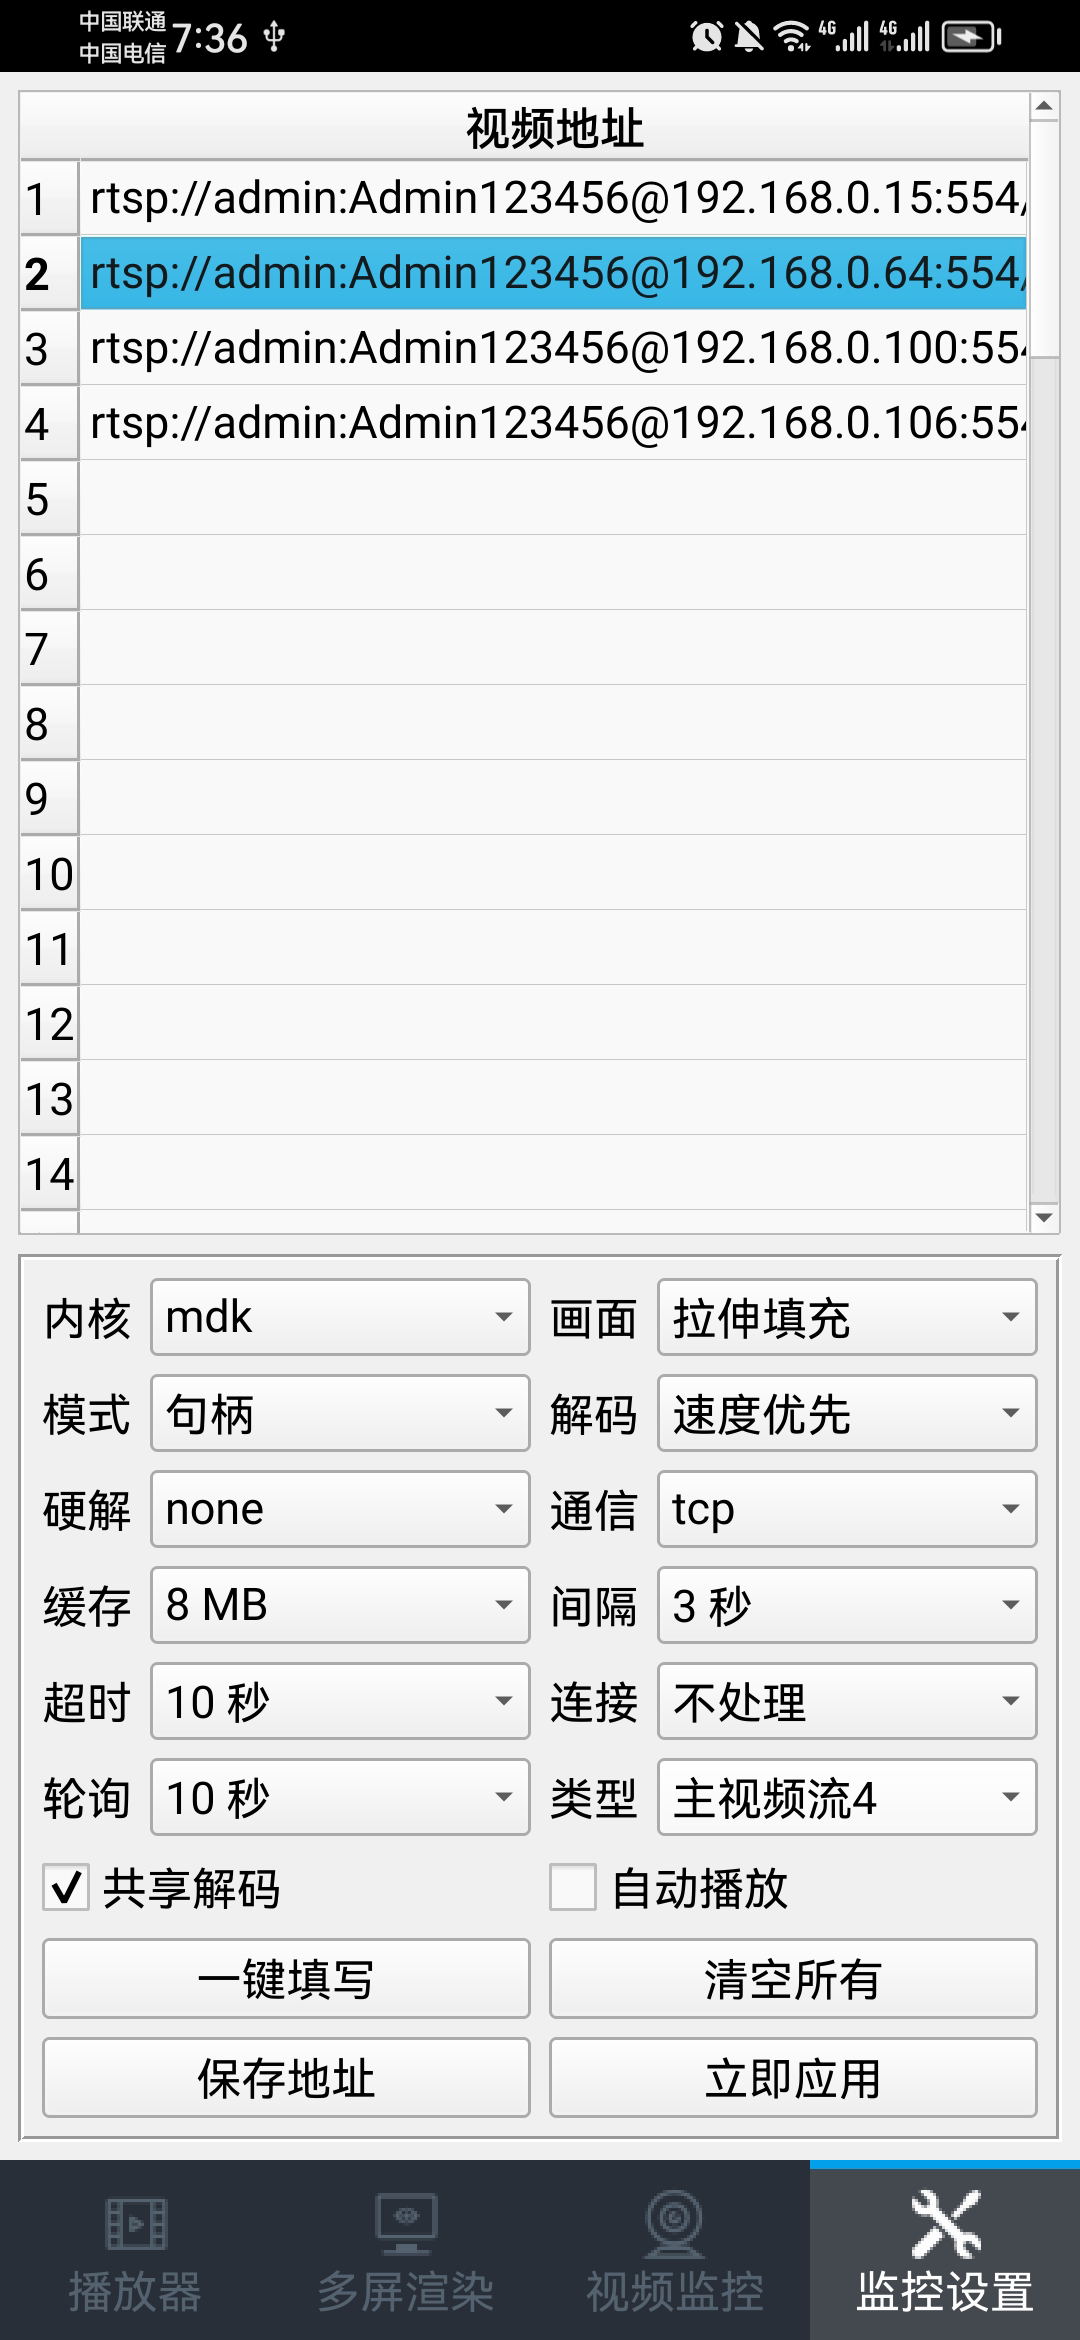 中国联通
中国电信
7:36
4G 4G
视频地址
1 rtsp://admin:Admin123456@192.168.0.15:554/
2 rtsp://admin:Admin123456@192.168.0.64:554/
3 rtsp://admin:Admin123456@192.168.0.100:554
4 rtsp://admin:Admin123456@192.168.0.106:554
5
6
7
8
9
10
11
12
13
14
内核 mdk 画面 拉伸填充
模式 句柄 解码 速度优先
硬解 none 通信 tcp
缓存 8 MB 间隔 3 秒
超时 10 秒 连接 不处理
轮询 10 秒 类型 主视频流4
共享解码 自动播放
一键填写 清空所有
保存地址 立即应用
播放器 多屏渲染 视频监控 监控设置